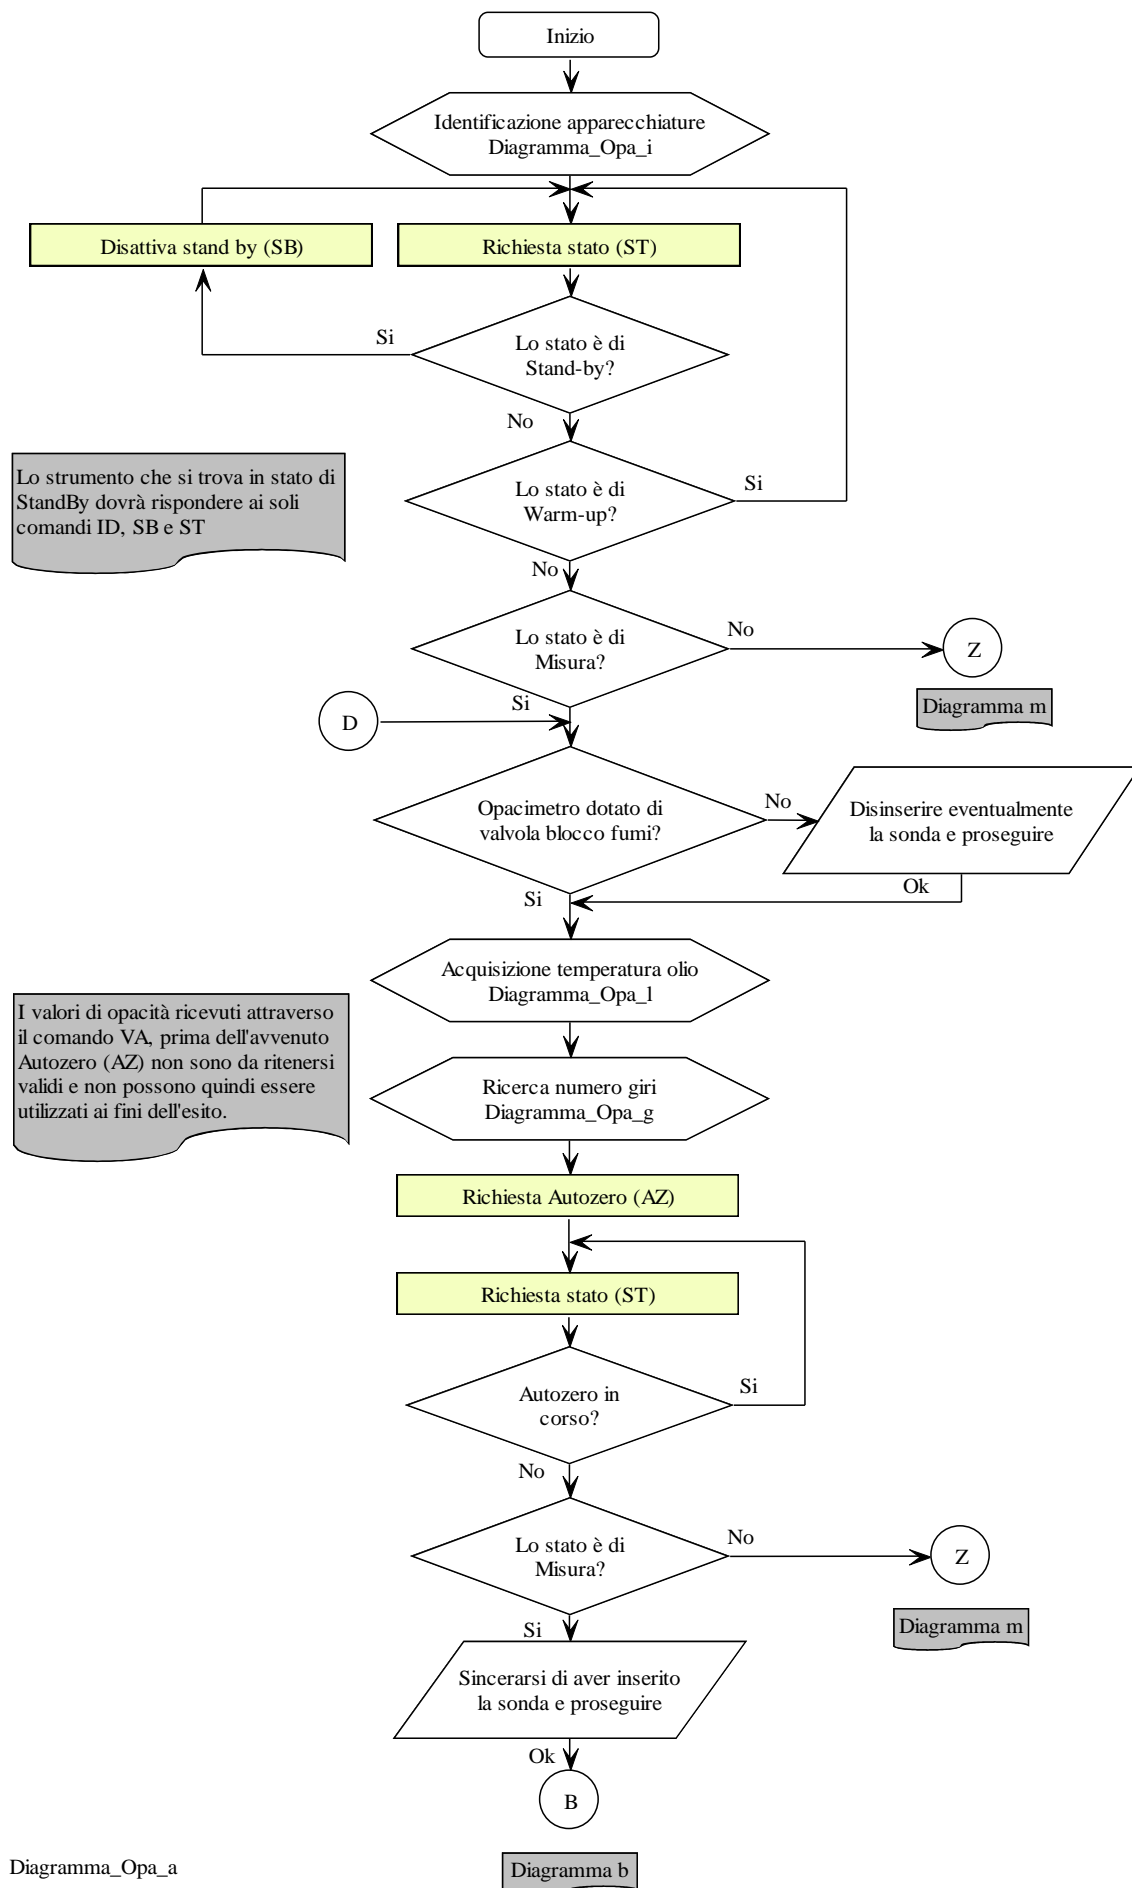 Inizio
Identificazione apparecchiature
Diagramma_Opa_i
Disattiva stand by (SB)
Richiesta stato (ST)
Si
Lo stato è di
Stand-by?
No
Lo strumento che si trova in stato di
StandBy dovrà rispondere ai soli
comandi ID, SB e ST
Lo stato è di
Warm-up?
Si
No
Lo stato è di
Misura?
No
Z
Diagramma m
Si
D
Opacimetro dotato di
valvola blocco fumi?
No
Disinserire eventualmente
la sonda e proseguire
Ok
Si
Acquisizione temperatura olio
Diagramma_Opa_l
I valori di opacità ricevuti attraverso
il comando VA, prima dell'avvenuto
Autozero (AZ) non sono da ritenersi
validi e non possono quindi essere
utilizzati ai fini dell'esito.
Ricerca numero giri
Diagramma_Opa_g
Richiesta Autozero (AZ)
Richiesta stato (ST)
Autozero in
corso?
Si
No
Lo stato è di
Misura?
No
Z
Diagramma m
Si
Sincerarsi di aver inserito
la sonda e proseguire
Ok
B
Diagramma_Opa_a
Diagramma b